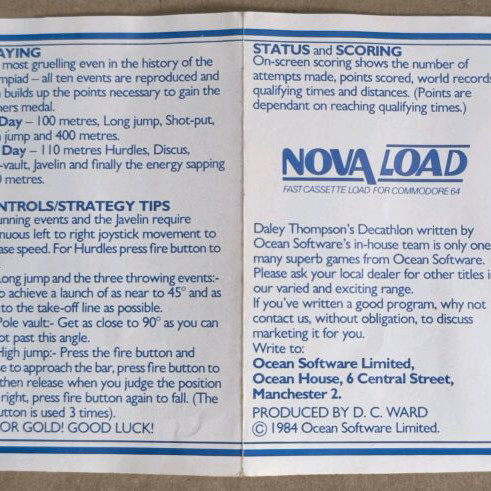 AYING
most gruelling even in the history of the
mpiad – all ten events are reproduced and
builds up the points necessary to gain the
ners medal.
Day – 100 metres, Long jump, Shot-put,
jump and 400 metres.
Day – 110 metres Hurdles, Discus,
-vault, Javelin and finally the energy sapping
metres.
NTROLS/STRATEGY TIPS
unning events and the Javelin require
nuous left to right joystick movement to
ase speed. For Hurdles press fire button to
Long jump and the three throwing events:-
o achieve a launch of as near to 45° and as
to the take-off line as possible.
Pole vault:- Get as close to 90° as you can
ot past this angle.
High jump:- Press the fire button and
e to approach the bar, press fire button to
then release when you judge the position
right, press fire button again to fall. (The
utton is used 3 times).
OR GOLD! GOOD LUCK!
STATUS and SCORING
On-screen scoring shows the number of
attempts made, points scored, world records
qualifying times and distances. (Points are
dependant on reaching qualifying times.)
NOVA LOAD
FAST CASSETTE LOAD FOR COMMODORE 64
Daley Thompson's Decathlon written by
Ocean Software's in-house team is only one
many superb games from Ocean Software.
Please ask your local dealer for other titles i
our varied and exciting range.
If you've written a good program, why not
contact us, without obligation, to discuss
marketing it for you.
Write to:
Ocean Software Limited,
Ocean House, 6 Central Street,
Manchester 2.
PRODUCED BY D. C. WARD
© 1984 Ocean Software Limited.